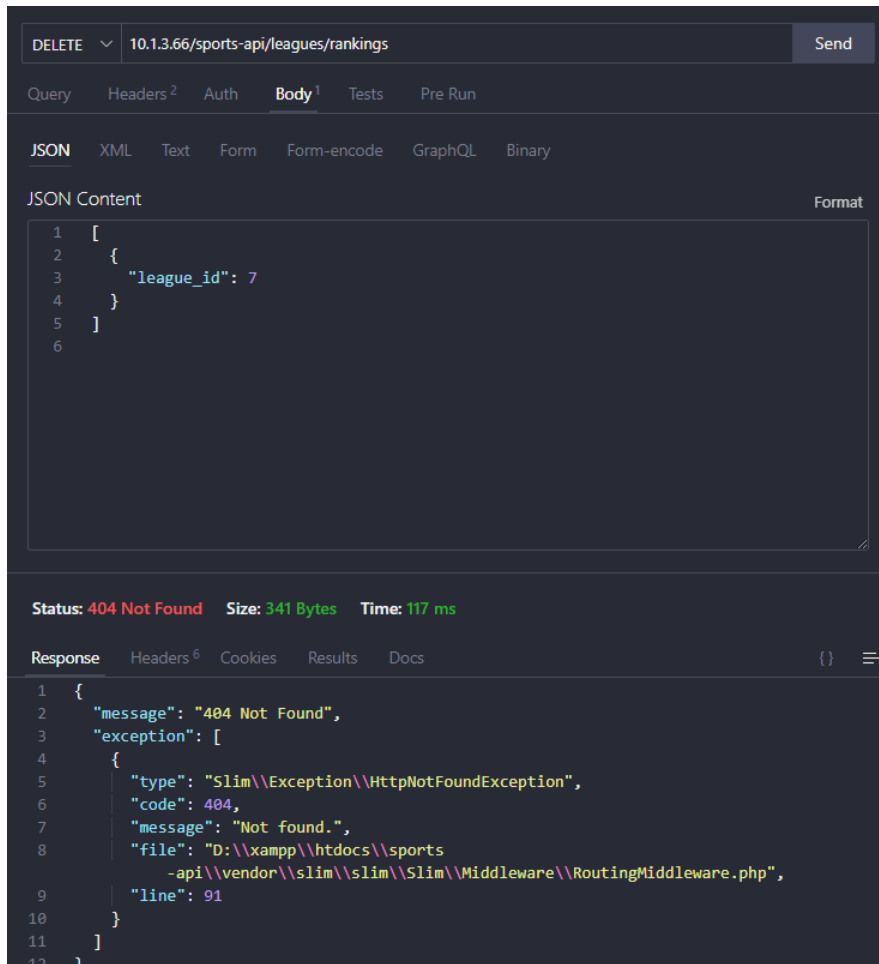 DELETE 10.1.3.66/sports-api/leagues/rankings Send
Query Headers 2 Auth Body 1 Tests Pre Run
JSON XML Text Form Form-encode GraphQL Binary
JSON Content Format
1 [
2 {
3 "league_id": 7
4 }
5 ]
6
Status: 404 Not Found Size: 341 Bytes Time: 117 ms
Response Headers 6 Cookies Results Docs {}
1 {
2 "message": "404 Not Found",
3 "exception": [
4 {
5 "type": "Slim\\Exception\\HttpNotFoundException",
6 "code": 404,
7 "message": "Not found.",
8 "file": "D:\\xampp\\htdocs\\sports
-api\\vendor\\slim\\slim\\Slim\\Middleware\\RoutingMiddleware.php",
9 "line": 91
10 }
11 ]
12 }